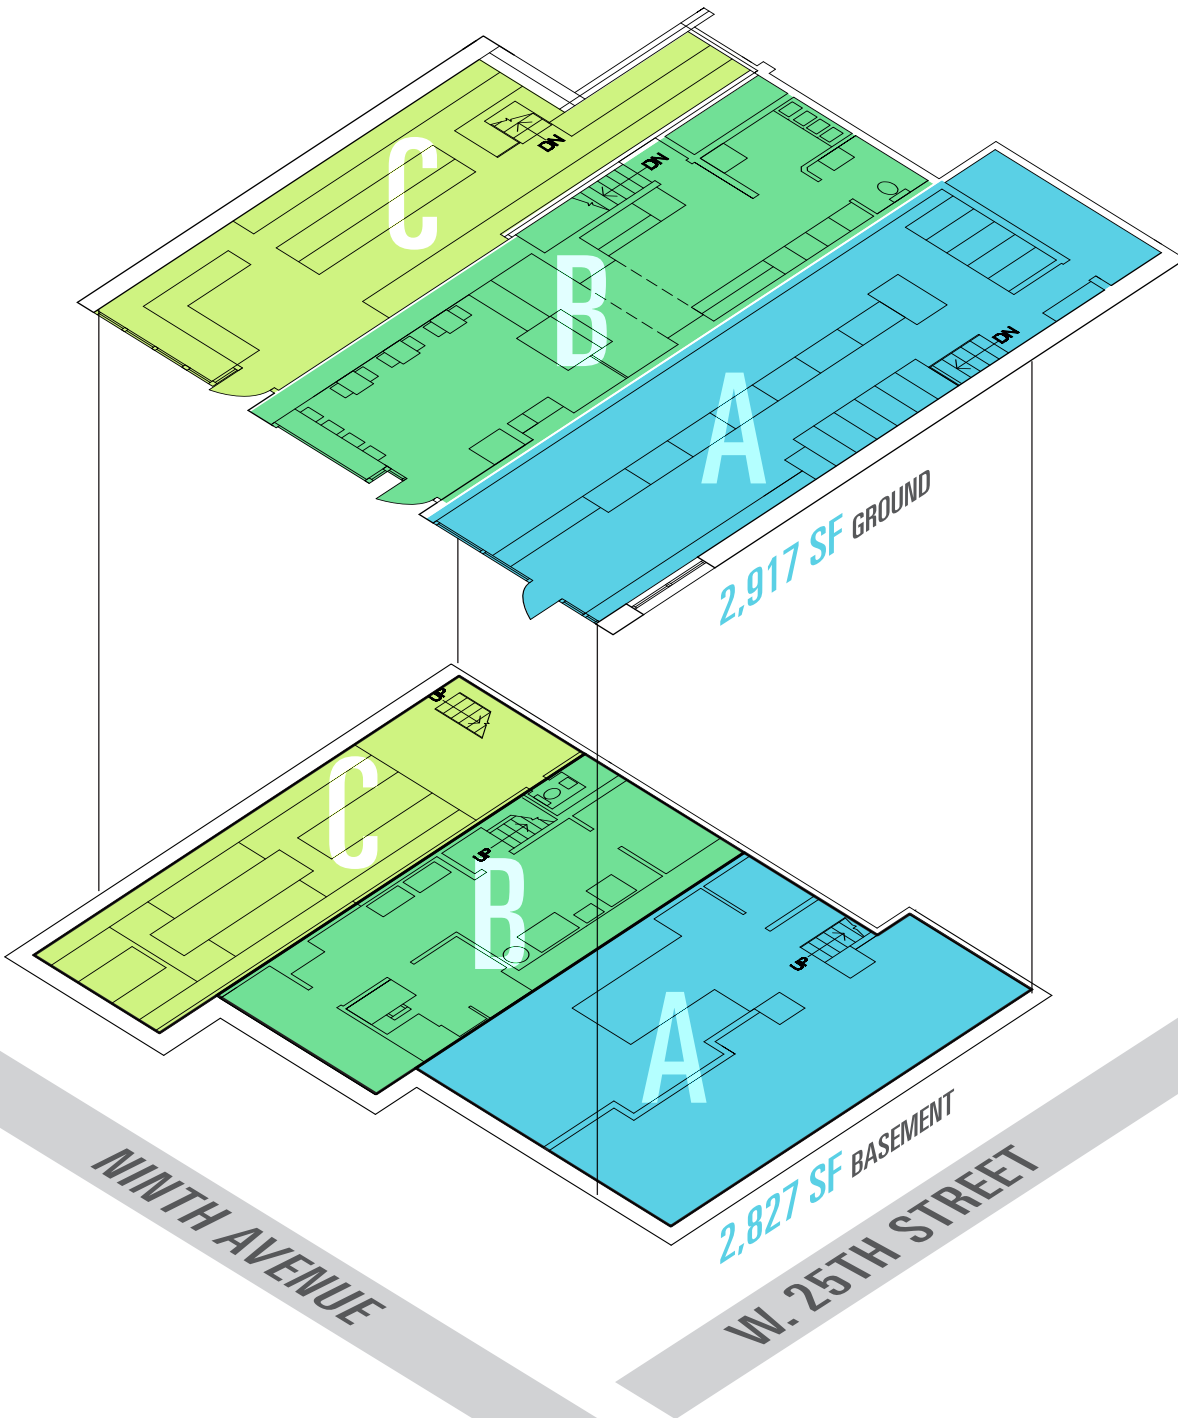 C
DN
DN
B
DN
A
2,917 SF GROUND
UP
C
UP
B
UP
A
2,827 SF BASEMENT
NINTH AVENUE
W. 25TH STREET